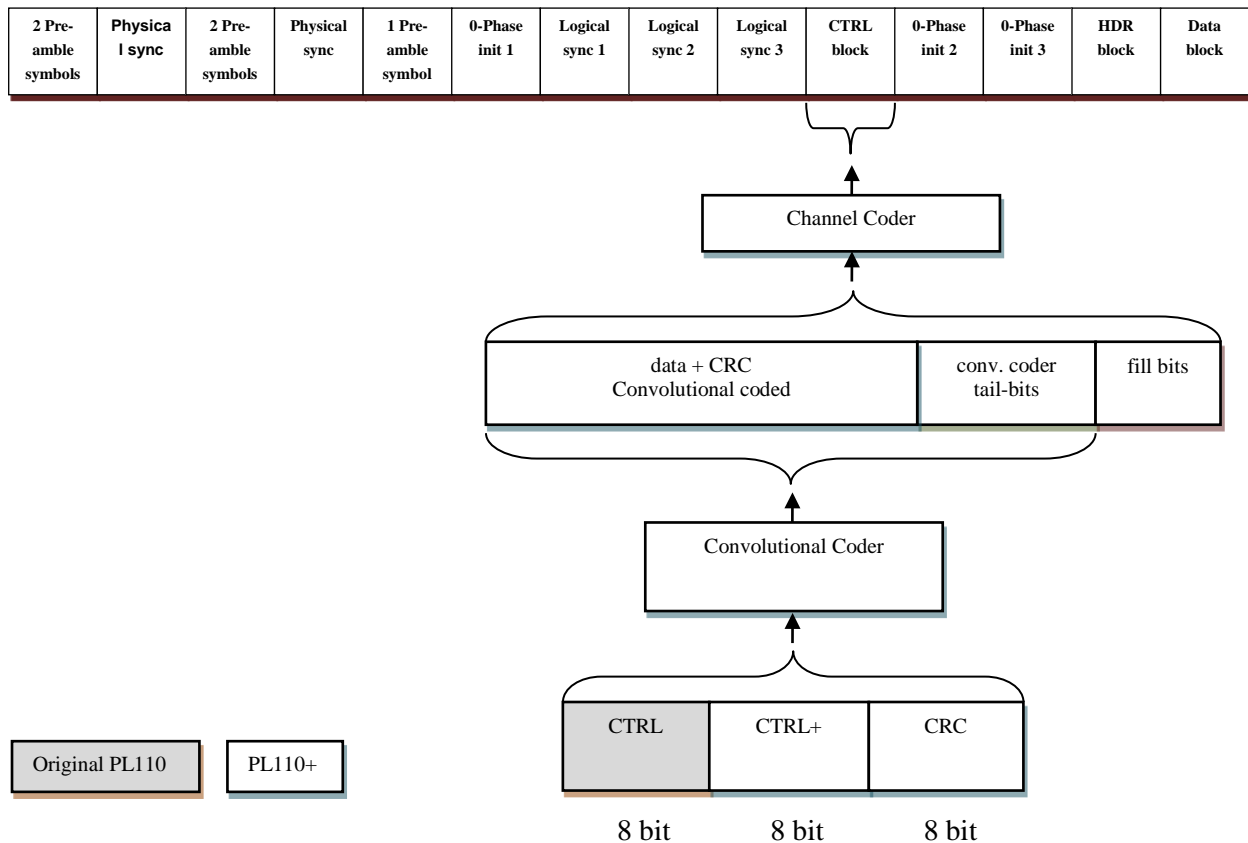 2 Pre-
amble
symbols
Physica
l sync
2 Pre-
amble
symbols
Physical
sync
1 Pre-
amble
symbol
0-Phase
init 1
Logical
sync 1
Logical
sync 2
Logical
sync 3
CTRL
block
0-Phase
init 2
0-Phase
init 3
HDR
block
Data
block
Channel Coder
data + CRC
Convolutional coded
conv. coder
tail-bits
fill bits
Convolutional Coder
CTRL
CTRL+
CRC
Original PL110
PL110+
8 bit
8 bit
8 bit